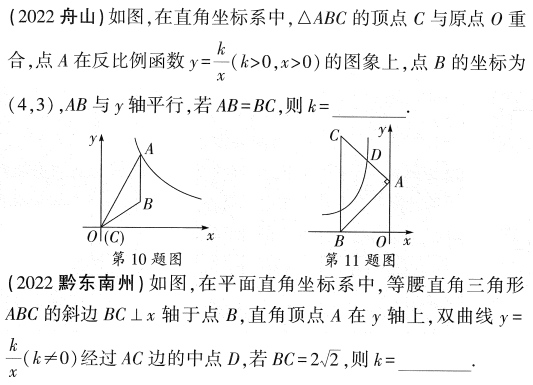 (2022 舟山)如图,在直角坐标系中,△ABC 的顶点 C 与原点 O 重
合,点 A 在反比例函数 y=k/x(k>0,x>0)的图象上,点 B 的坐标为
(4,3),AB 与 y 轴平行,若 AB=BC,则 k=______.
y
A
B
O
(C)
x
第 10 题图
C
y
D
A
B
O
x
第 11 题图
(2022 黔东南州)如图,在平面直角坐标系中,等腰直角三角形
ABC 的斜边 BC⊥x 轴于点 B,直角顶点 A 在 y 轴上,双曲线 y=
k/x(k≠0)经过 AC 边的中点 D,若 BC=2√2,则 k=______.